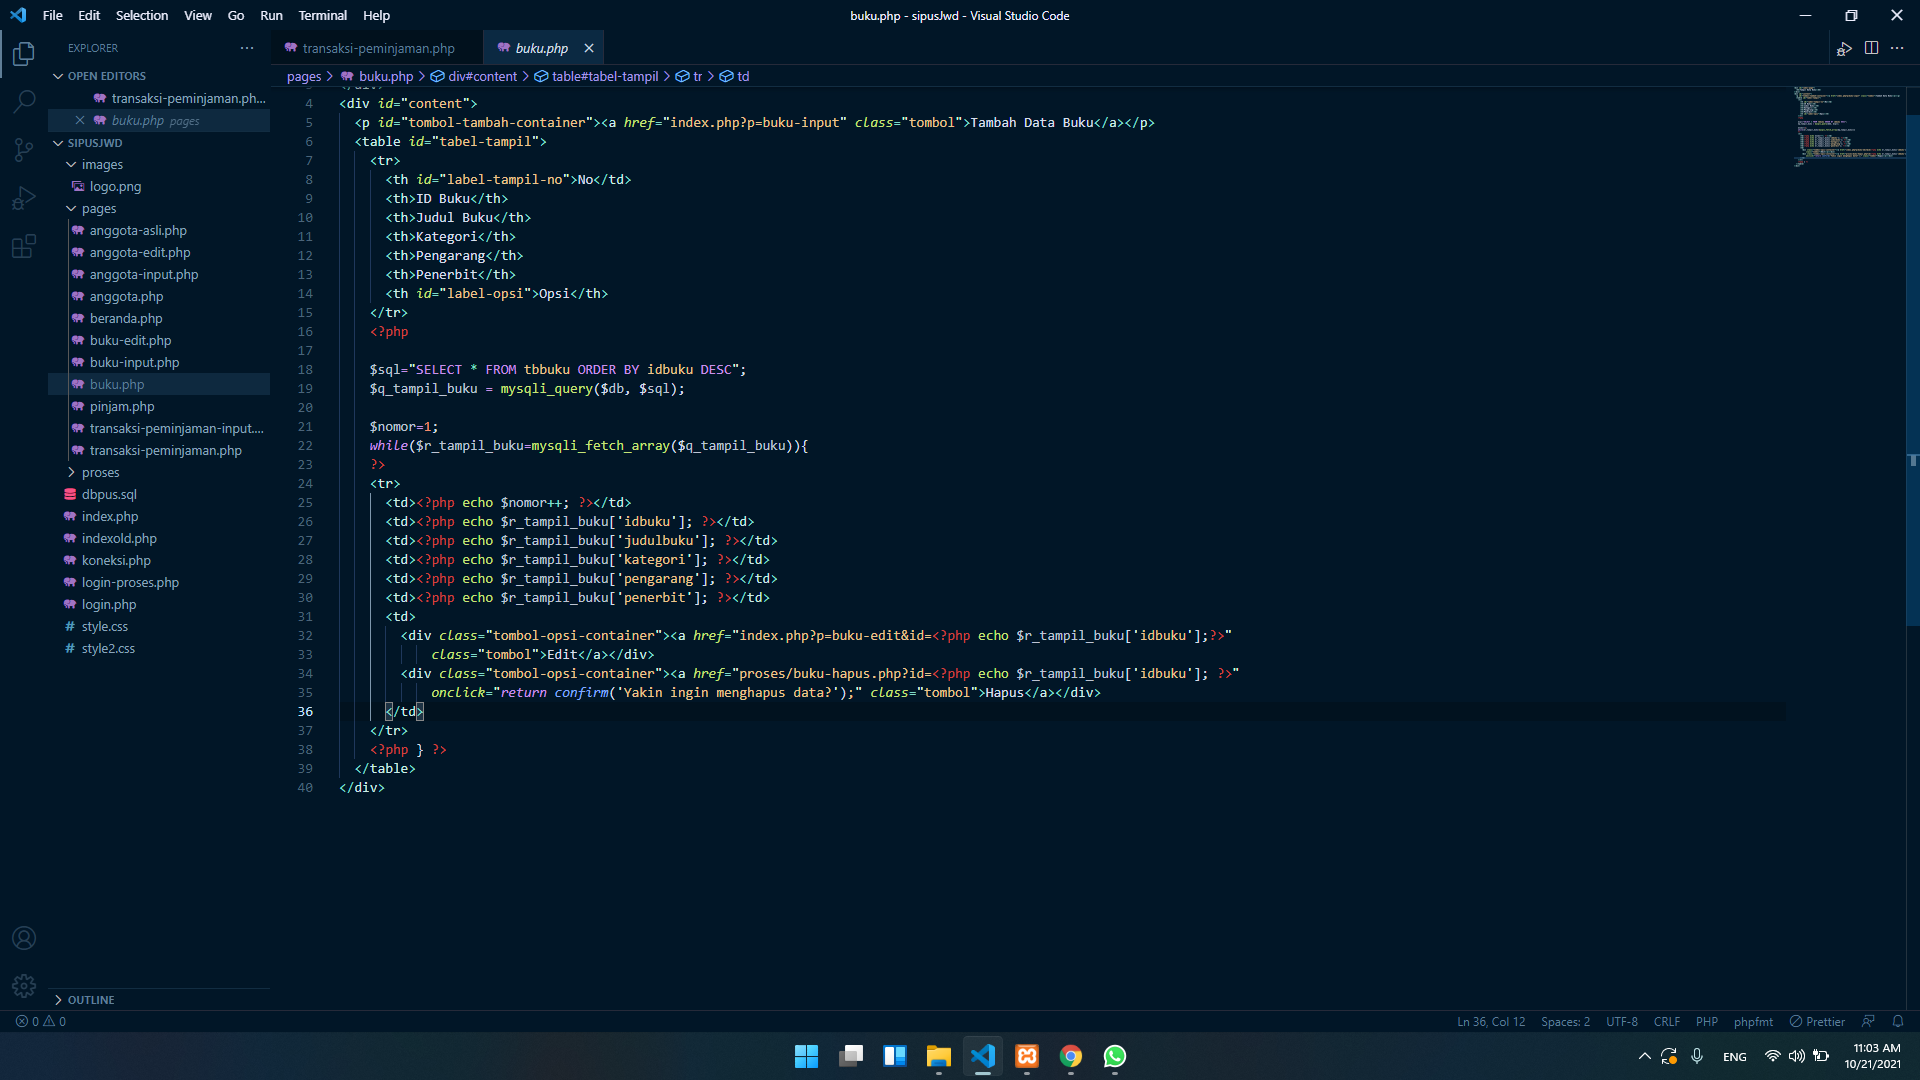 File Edit Selection View Go Run Terminal Help
buku.php - sipusJwd - Visual Studio Code
EXPLORER
OPEN EDITORS
transaksi-peminjaman.ph...
buku.php pages
SIPUSJWD
images
logo.png
pages
anggota-asli.php
anggota-edit.php
anggota-input.php
anggota.php
beranda.php
buku-edit.php
buku-input.php
buku.php
pinjam.php
transaksi-peminjaman-input....
transaksi-peminjaman.php
proses
dbpus.sql
index.php
indexold.php
koneksi.php
login-proses.php
login.php
# style.css
# style2.css
OUTLINE
transaksi-peminjaman.php
buku.php
pages > buku.php > div#content > table#tabel-tampil > tr > td
4 <div id="content">
5 <p id="tombol-tambah-container"><a href="index.php?p=buku-input" class="tombol">Tambah Data Buku</a></p>
6 <table id="tabel-tampil">
7 <tr>
8 <th id="label-tampil-no">No</td>
9 <th>ID Buku</th>
10 <th>Judul Buku</th>
11 <th>Kategori</th>
12 <th>Pengarang</th>
13 <th>Penerbit</th>
14 <th id="label-opsi">Opsi</th>
15 </tr>
16 <?php
17
18 $sql="SELECT * FROM tbbuku ORDER BY idbuku DESC";
19 $q_tampil_buku = mysqli_query($db, $sql);
20
21 $nomor=1;
22 while($r_tampil_buku=mysqli_fetch_array($q_tampil_buku)){
23 ?>
24 <tr>
25 <td><?php echo $nomor++; ?></td>
26 <td><?php echo $r_tampil_buku['idbuku']; ?></td>
27 <td><?php echo $r_tampil_buku['judulbuku']; ?></td>
28 <td><?php echo $r_tampil_buku['kategori']; ?></td>
29 <td><?php echo $r_tampil_buku['pengarang']; ?></td>
30 <td><?php echo $r_tampil_buku['penerbit']; ?></td>
31 <td>
32 <div class="tombol-opsi-container"><a href="index.php?p=buku-edit&id=<?php echo $r_tampil_buku['idbuku'];?>"
33 class="tombol">Edit</a></div>
34 <div class="tombol-opsi-container"><a href="proses/buku-hapus.php?id=<?php echo $r_tampil_buku['idbuku']; ?>"
35 onclick="return confirm('Yakin ingin menghapus data?');" class="tombol">Hapus</a></div>
36 </td>
37 </tr>
38 <?php } ?>
39 </table>
40 </div>
0 0
Ln 36, Col 12 Spaces: 2 UTF-8 CRLF PHP phpfmt Prettier
ENG
11:03 AM
10/21/2021